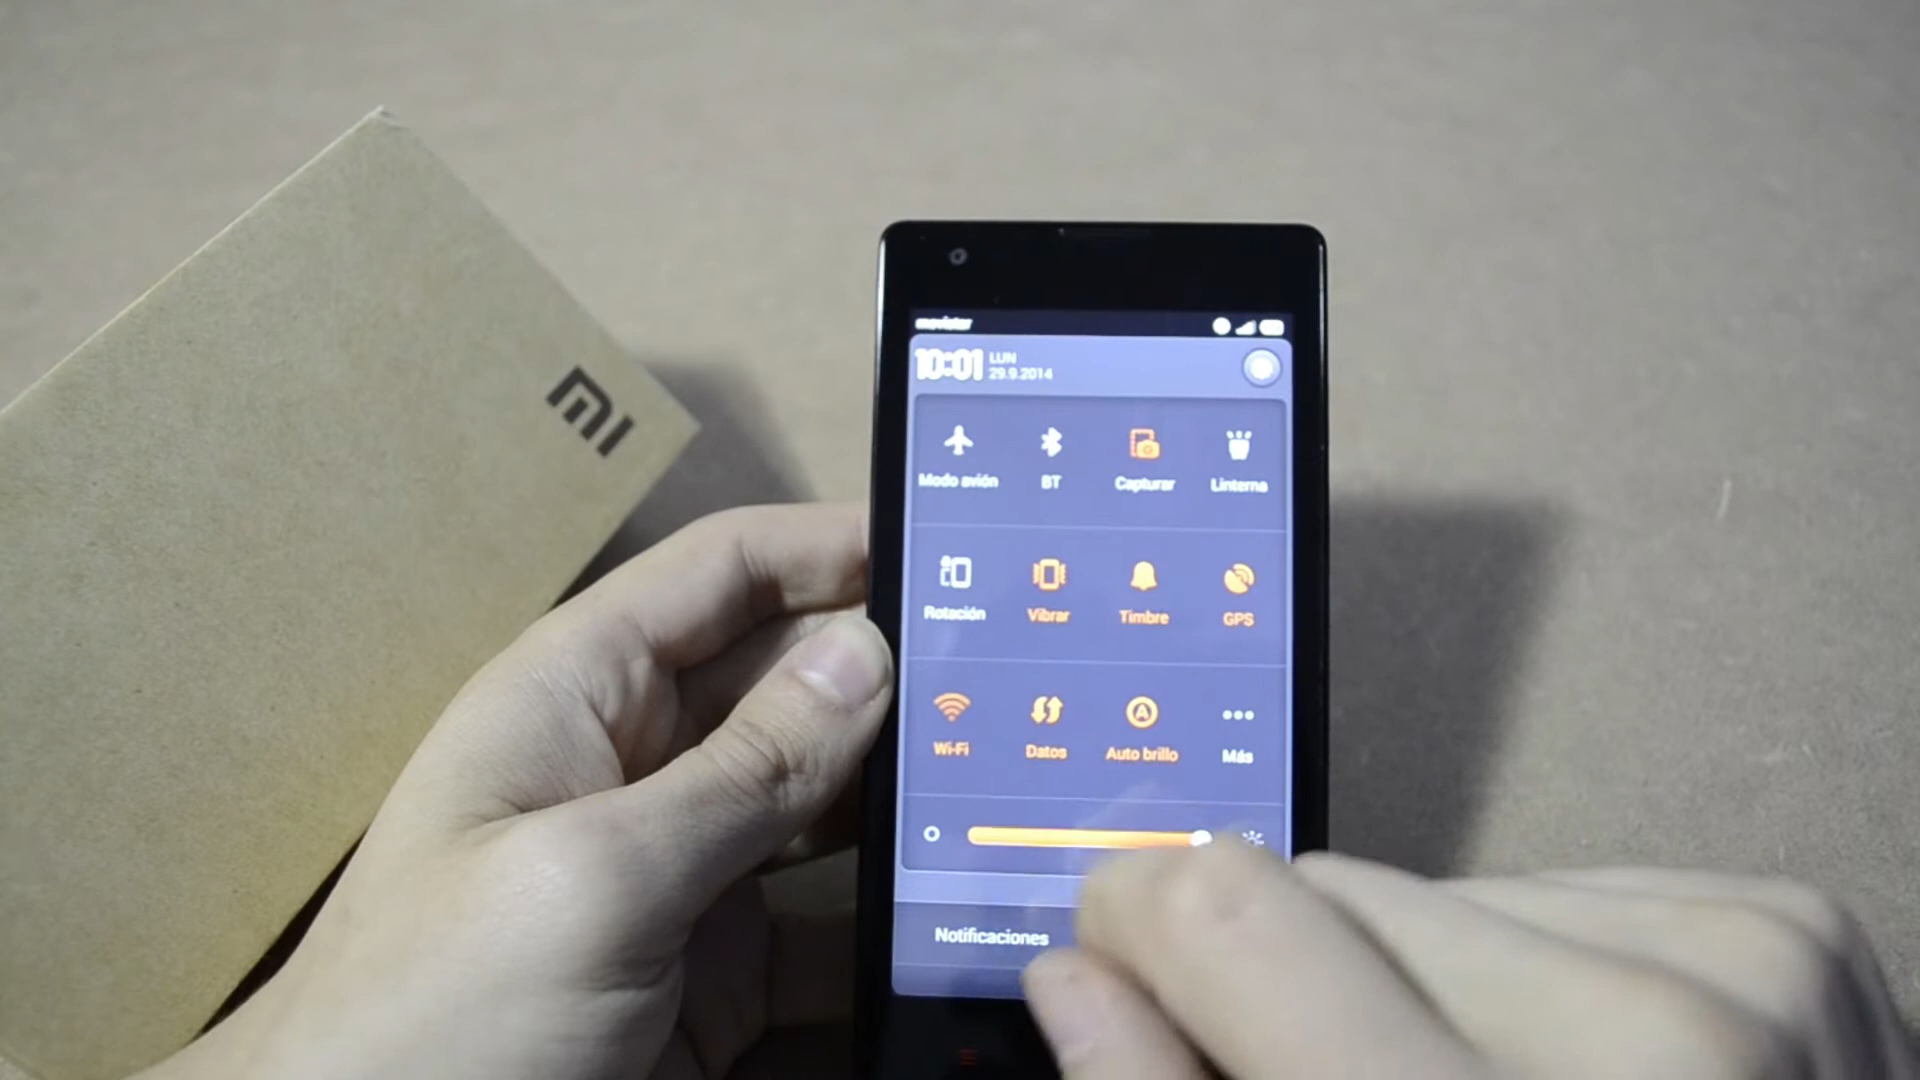 mi
movistar
10:01
LUN
29.9.2014
Modo avión
BT
Capturar
Linterna
Rotación
Vibrar
Timbre
GPS
Wi-Fi
Datos
Auto brillo
Más
Notificaciones